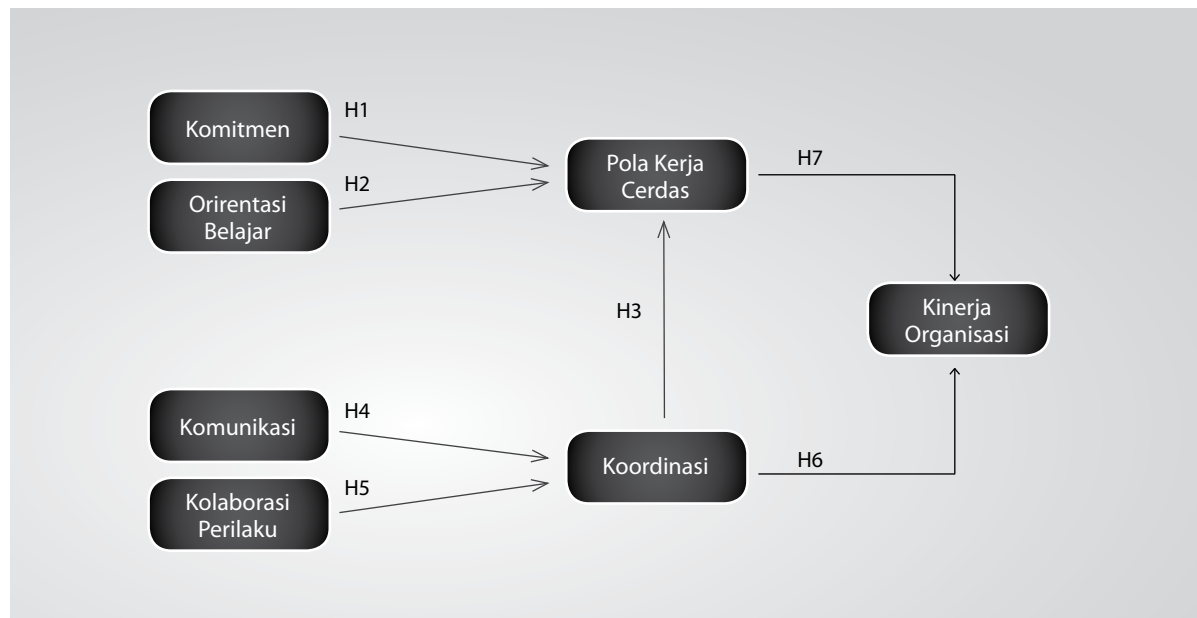 Komitmen
H1
Orirentasi
Belajar
H2
Pola Kerja
Cerdas
H7
H3
Kinerja
Organisasi
Komunikasi
H4
Kolaborasi
Perilaku
H5
Koordinasi
H6